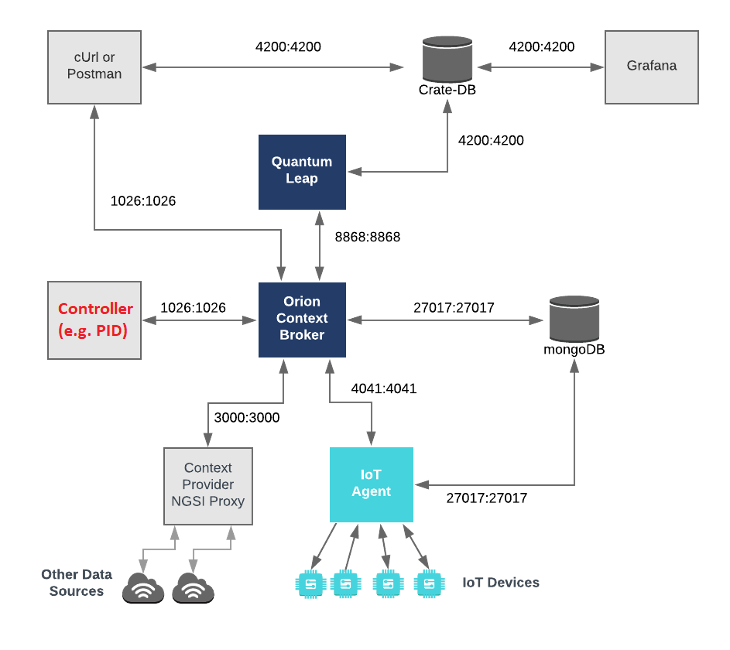 cUrl or
Postman
4200:4200
Crate-DB
4200:4200
Grafana
4200:4200
Quantum
Leap
1026:1026
8868:8868
Controller
(e.g. PID)
1026:1026
Orion
Context
Broker
27017:27017
mongoDB
4041:4041
3000:3000
Context
Provider
NGSI Proxy
IoT
Agent
27017:27017
Other Data
Sources
IoT Devices